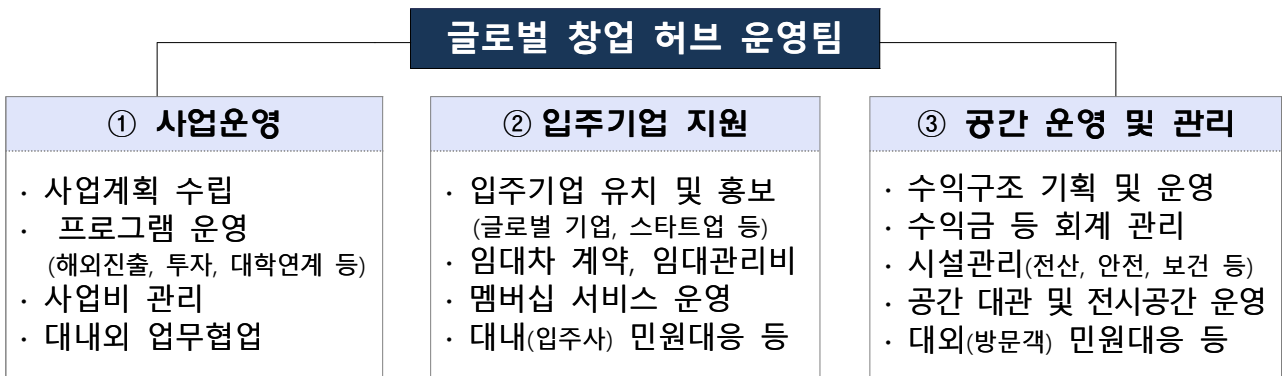 글로벌 창업 허브 운영팀
① 사업운영
· 사업계획 수립
· 프로그램 운영
(해외진출, 투자, 대학연계 등)
· 사업비 관리
· 대내외 업무협업
② 입주기업 지원
· 입주기업 유치 및 홍보
(글로벌 기업, 스타트업 등)
· 임대차 계약, 임대관리비
· 멤버십 서비스 운영
· 대내(입주사) 민원대응 등
③ 공간 운영 및 관리
· 수익구조 기획 및 운영
· 수익금 등 회계 관리
· 시설관리(전산, 안전, 보건 등)
· 공간 대관 및 전시공간 운영
· 대외(방문객) 민원대응 등